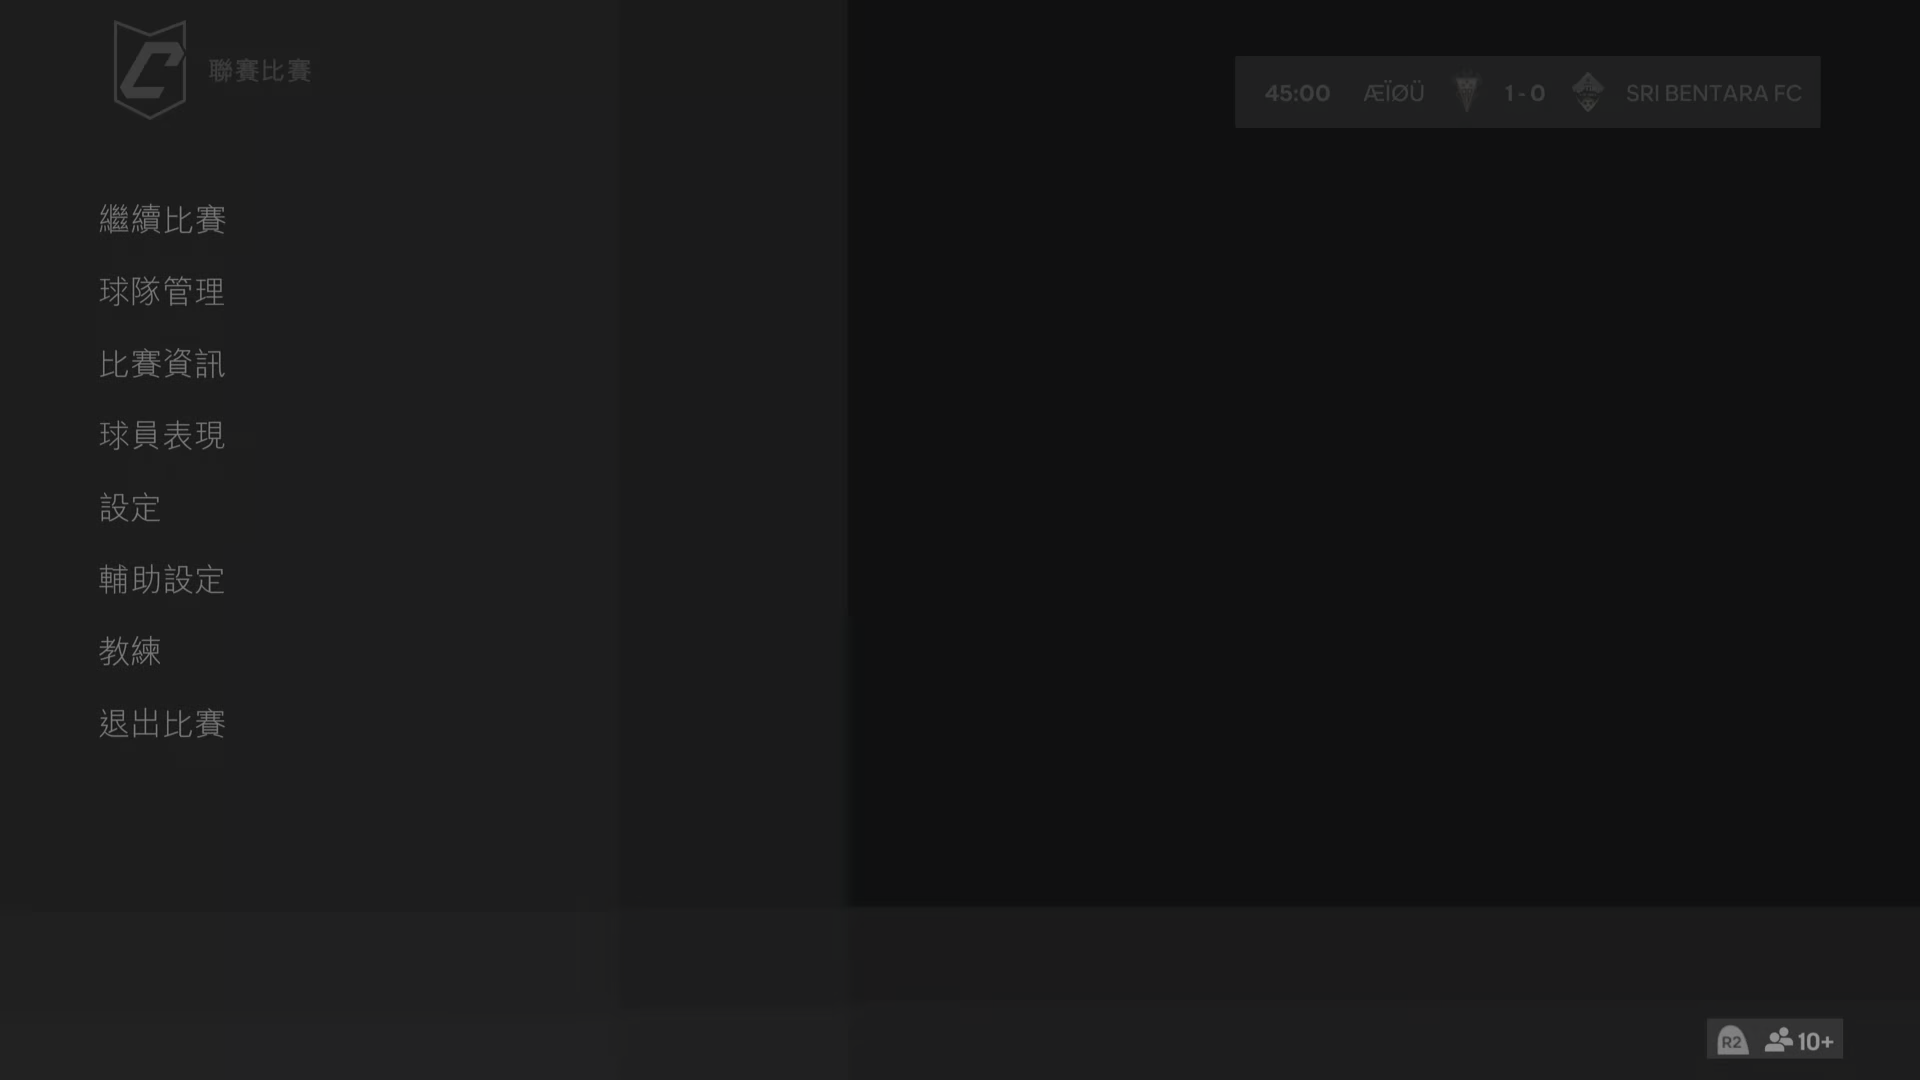 聯賽比賽
45:00 ÆÏØÜ 1 - 0 SRI BENTARA FC
繼續比賽
球隊管理
比賽資訊
球員表現
設定
輔助設定
教練
退出比賽
R2 10+